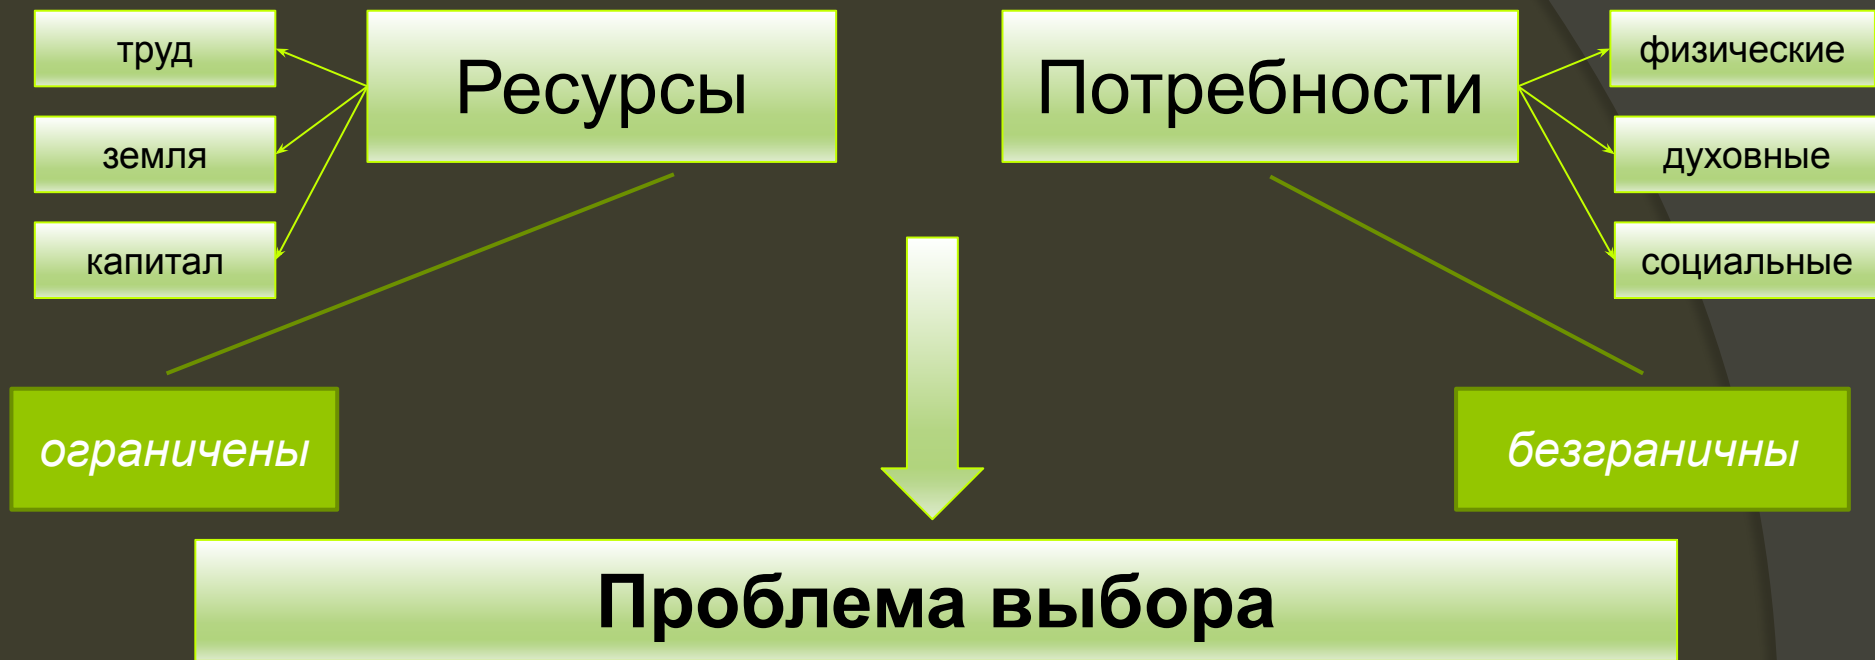 труд
земля
капитал
Ресурсы
Потребности
физические
духовные
социальные
ограничены
безграничны
Проблема выбора